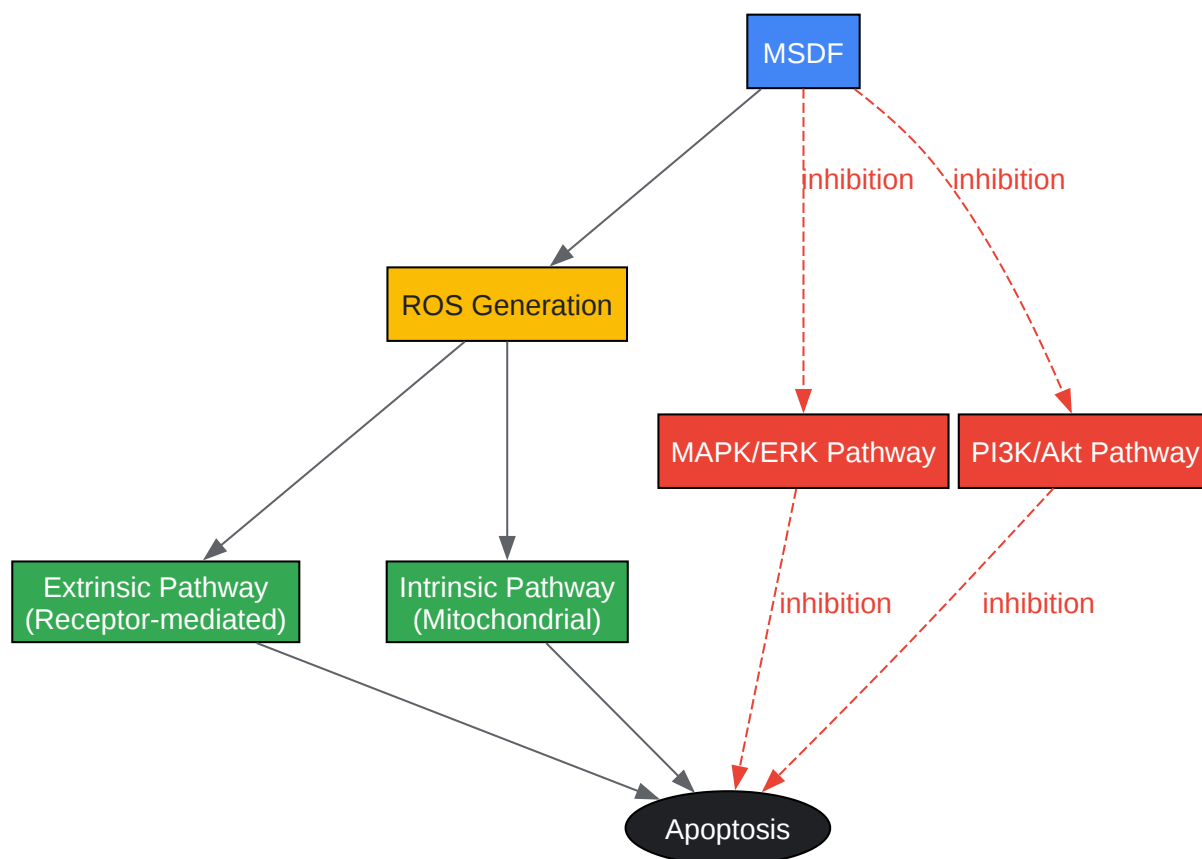 MSDF
inhibition
inhibition
ROS Generation
MAPK/ERK Pathway
PI3K/Akt Pathway
Extrinsic Pathway
(Receptor-mediated)
Intrinsic Pathway
(Mitochondrial)
inhibition
inhibition
Apoptosis